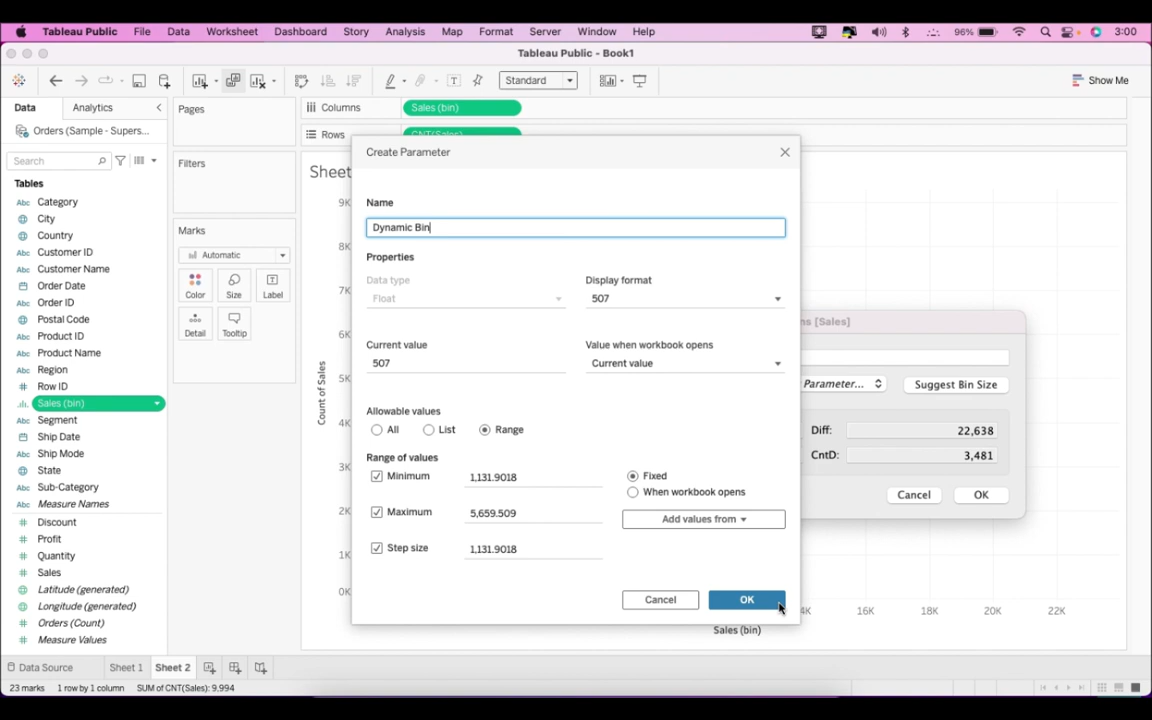 Tableau Public File Data Worksheet Dashboard Story Analysis Map Format Server Window Help 96% 3:00
Tableau Public - Book1
Standard Show Me
Data Analytics Pages Columns Sales (bin)
Orders (Sample - Supers... Rows CNT(Sales)
Search Filters
Tables Sheet
Category
City
Country
Customer ID
Customer Name
Order Date
Order ID
Postal Code
Product ID
Product Name
Region
Row ID
Sales (bin)
Segment
Ship Date
Ship Mode
State
Sub-Category
Measure Names
Discount
Profit
Quantity
Sales
Latitude (generated)
Longitude (generated)
Orders (Count)
Measure Values
Marks
Automatic
Color Size Label
Detail Tooltip
Count of Sales
9K
8K
7K
6K
5K
4K
3K
2K
1K
0K
Create Parameter
Name
Dynamic Bin
Properties
Data type Display format
Float 507
Current value Value when workbook opens
507 Current value
Allowable values
All List Range
Range of values
Minimum 1,131.9018 Fixed
When workbook opens
Maximum 5,659.509 Add values from
Step size 1,131.9018
Cancel OK
[Sales]
Parameter... Suggest Bin Size
Diff: 22,638
CntD: 3,481
Cancel OK
16K 18K 20K 22K
Sales (bin)
Data Source Sheet 1 Sheet 2
23 marks 1 row by 1 column SUM of CNT(Sales): 9,994